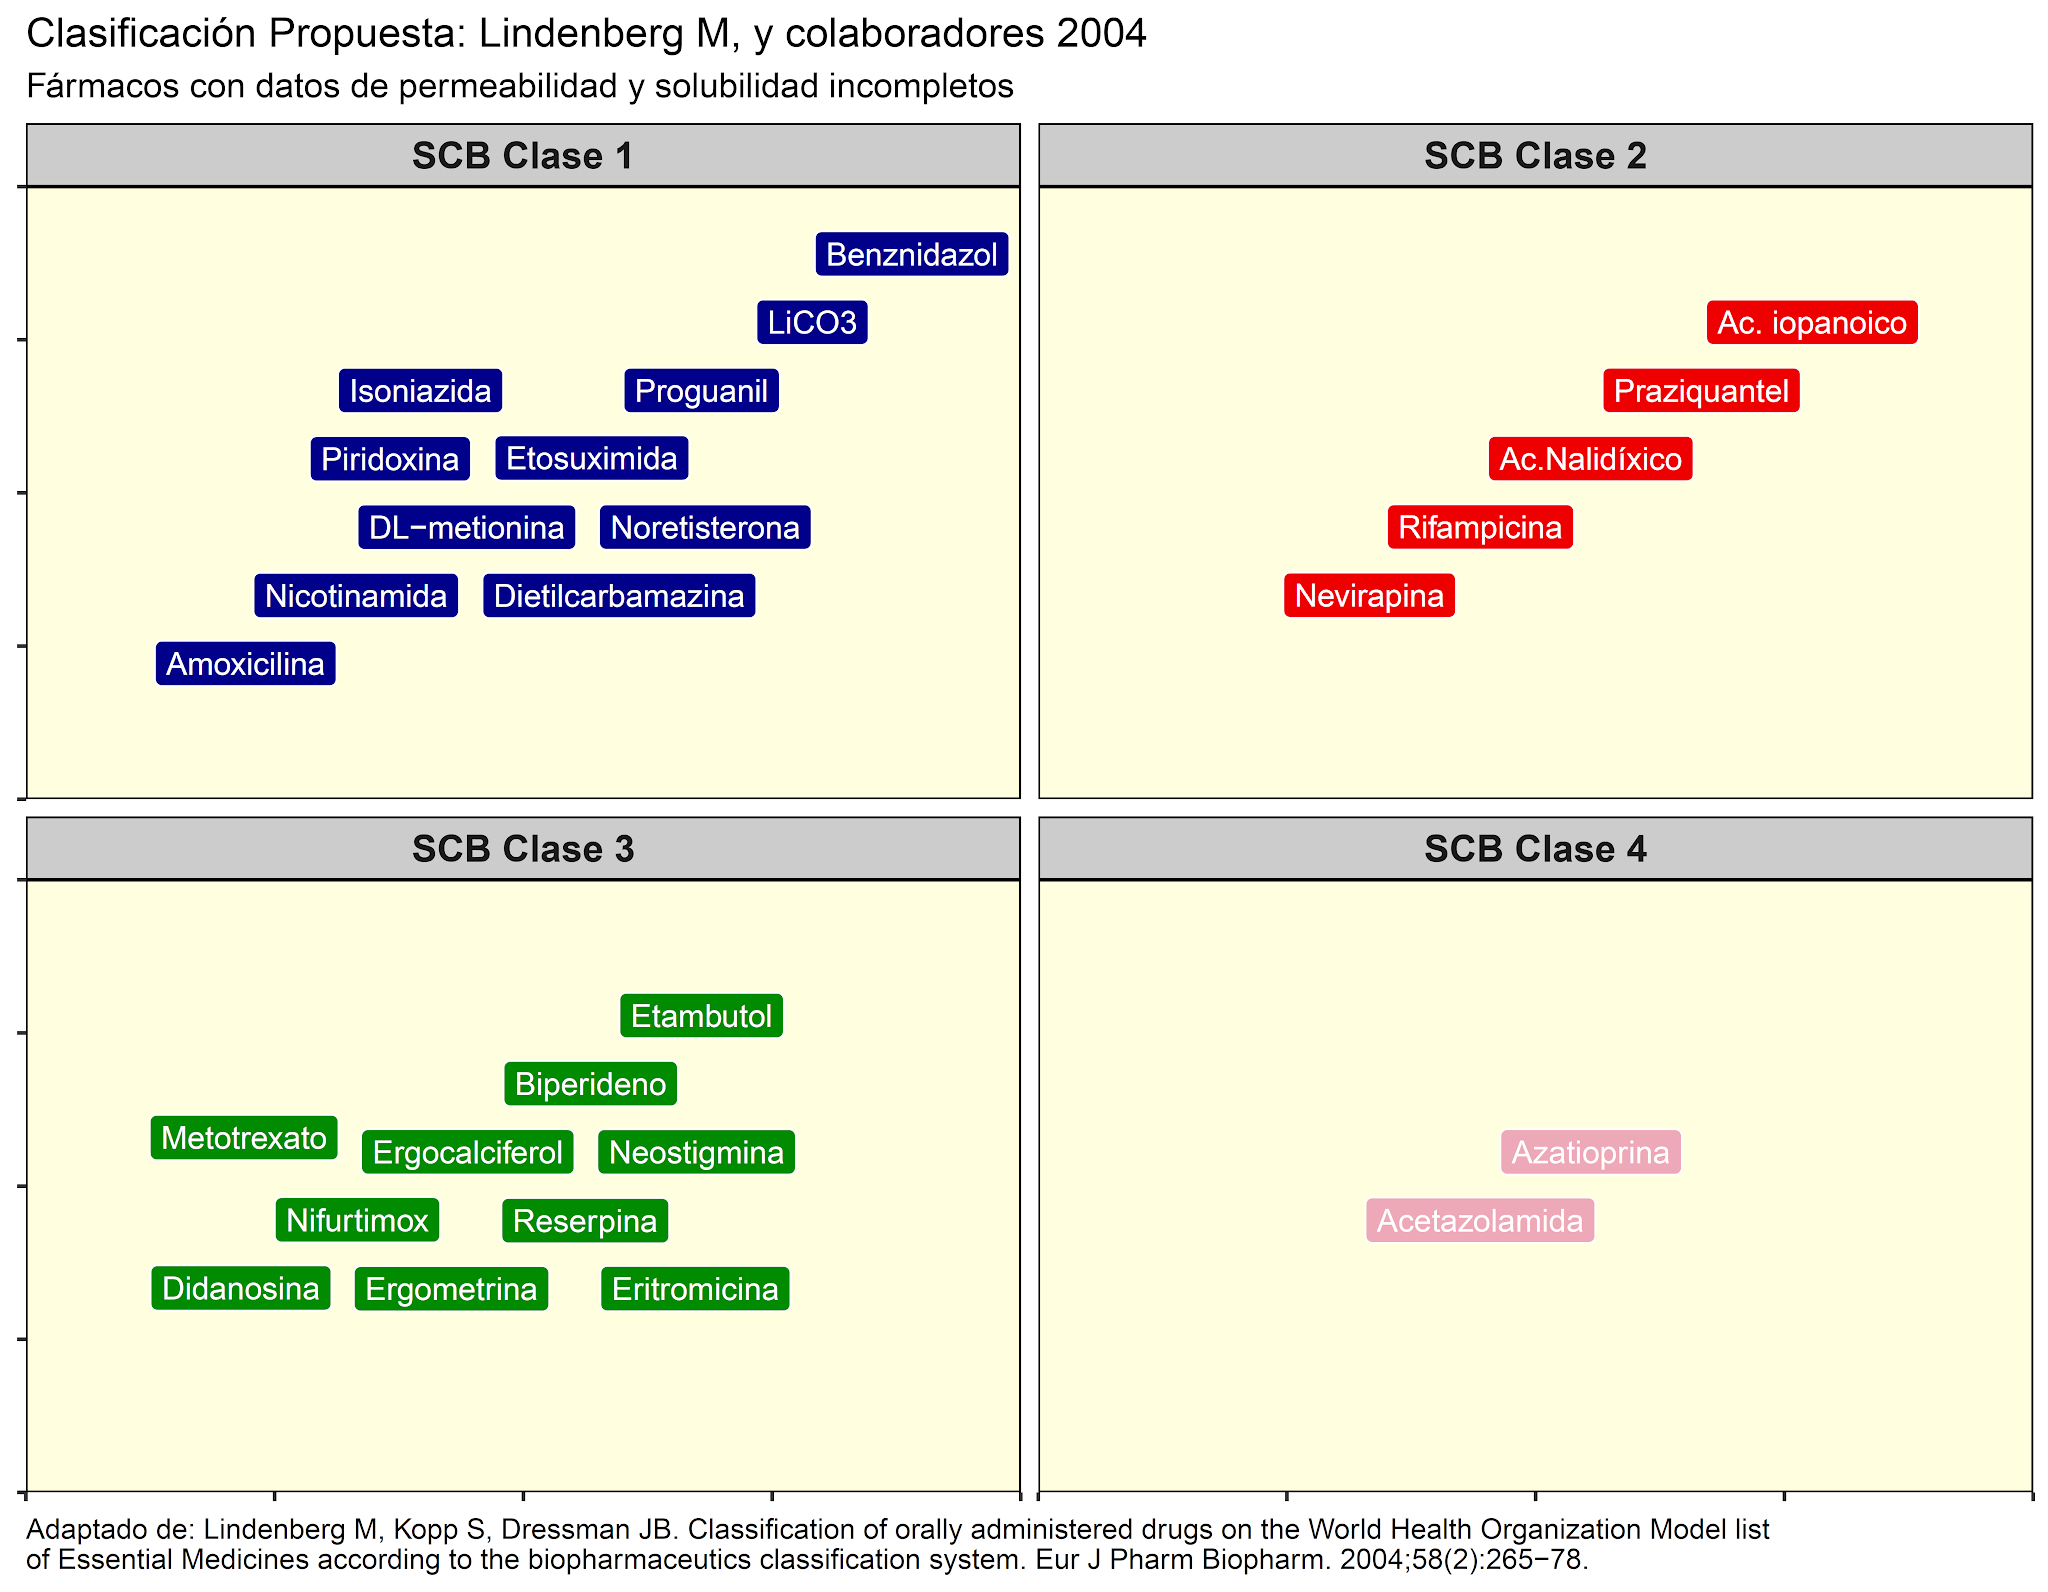 Clasificación Propuesta: Lindenberg M, y colaboradores 2004
Fármacos con datos de permeabilidad y solubilidad incompletos
SCB Clase 1
Benznidazol
LiCO3
Isoniazida
Proguanil
Piridoxina
Etosuximida
DL−metionina
Noretisterona
Nicotinamida
Dietilcarbamazina
Amoxicilina
SCB Clase 2
Ac. iopanoico
Praziquantel
Ac.Nalidíxico
Rifampicina
Nevirapina
SCB Clase 3
Etambutol
Biperideno
Metotrexato
Ergocalciferol
Neostigmina
Nifurtimox
Reserpina
Didanosina
Ergometrina
Eritromicina
SCB Clase 4
Azatioprina
Acetazolamida
Adaptado de: Lindenberg M, Kopp S, Dressman JB. Classification of orally administered drugs on the World Health Organization Model list
of Essential Medicines according to the biopharmaceutics classification system. Eur J Pharm Biopharm. 2004;58(2):265−78.